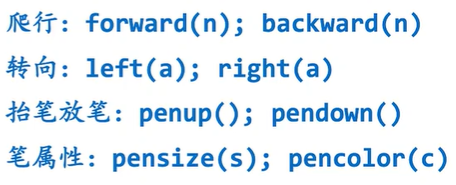 爬行：forward(n); backward(n)
转向：left(a); right(a)
抬笔放笔：penup(); pendown()
笔属性：pensize(s); pencolor(c)